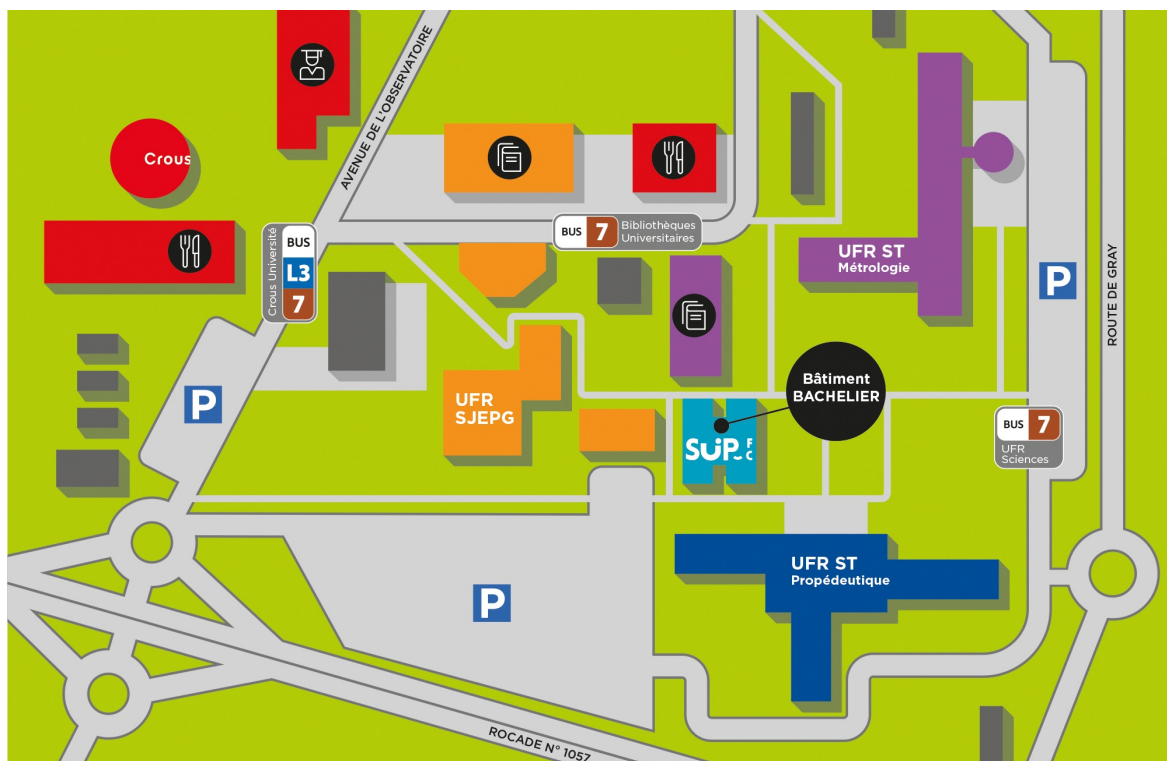 AVENUE DE L'OBSERVATOIRE
Crous
Crous Université
BUS
L3
7
BUS 7 Bibliothèques
Universitaires
UFR ST
Métrologie
P
ROUTE DE GRAY
Bâtiment
BACHELIER
P
UFR
SJEPG
SUP- F
C
BUS 7
UFR
Sciences
UFR ST
Propédeutique
P
ROCADE N° 1057